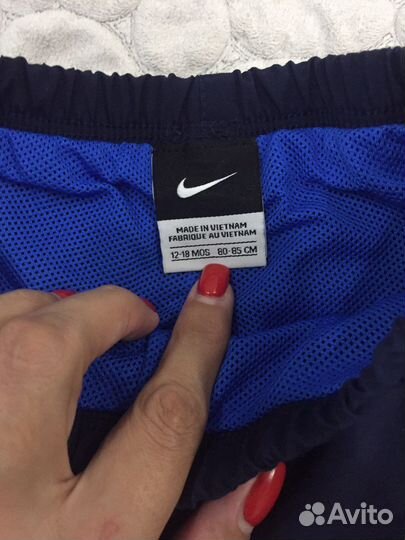 MADE IN VIETNAM
FABRIQUE AU VIETNAM
12-18 MOS 80-85 CM
Avito